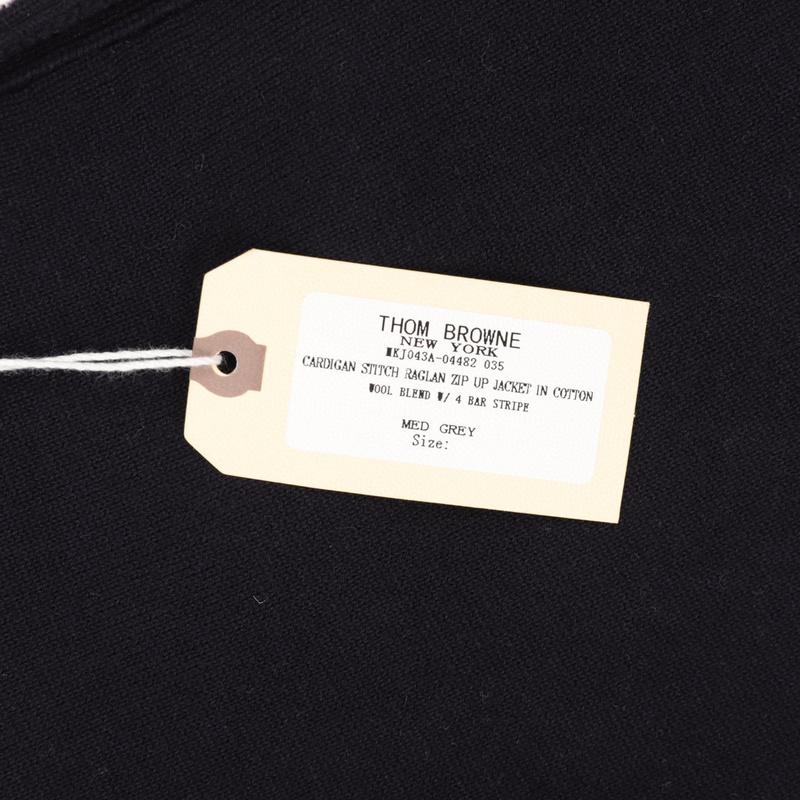 THOM BROWNE
NEW YORK
MKJ043A-04482 035
CARDIGAN STITCH RAGLAN ZIP UP JACKET IN COTTON
WOOL BLEND W/ 4 BAR STRIPE
MED GREY
Size: